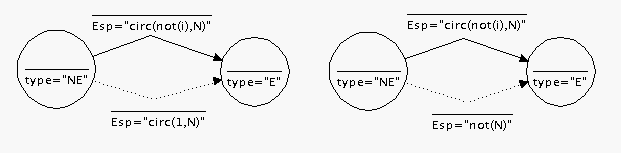 Esp="circ(not(i),N)"
type="NE"
type="E"
Esp="circ(1,N)"
Esp="circ(not(i),N)"
type="NE"
type="E"
Esp="not(N)"